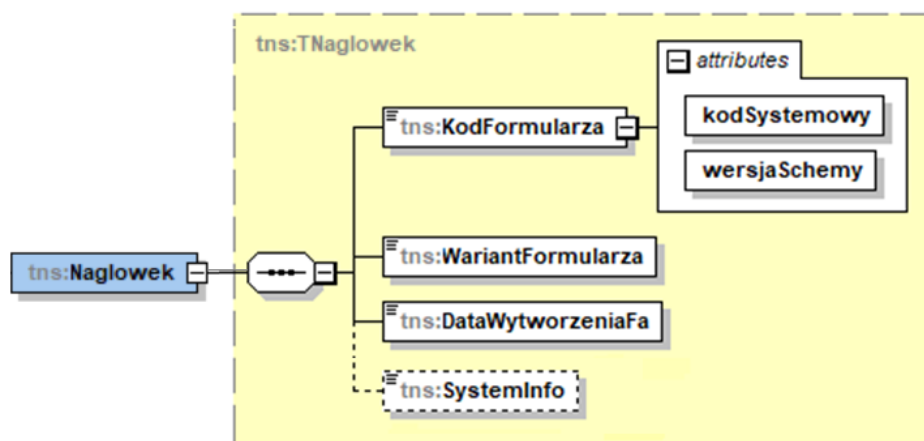 tns:TNaglowek
attributes
tns:KodFormularza
kodSystemowy
wersjaSchemy
tns:WariantFormularza
tns:Naglowek
tns:DataWytworzeniaFa
tns:SystemInfo